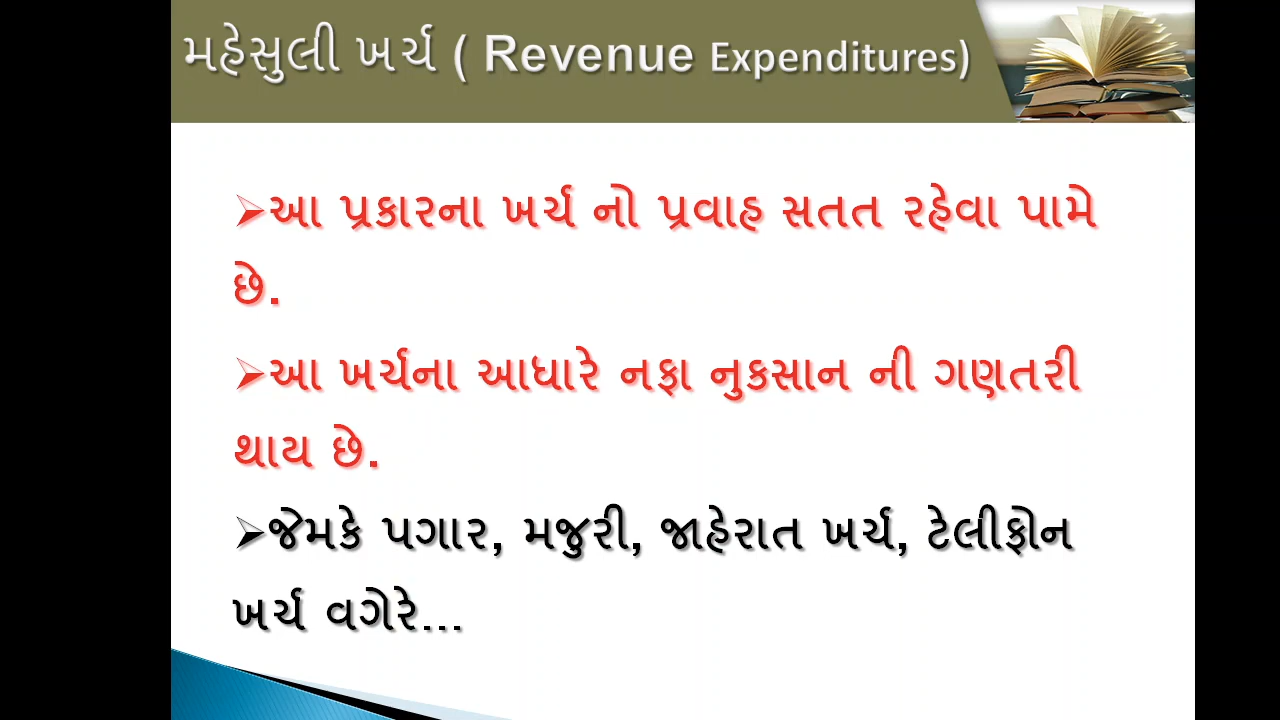 મહેસુલી ખર્ચ ( Revenue Expenditures)
➢આ પ્રકારના ખર્ચ નો પ્રવાહ સતત રહેવા પામે
છે.
➢આ ખર્ચના આધારે નફા નુકસાન ની ગણતરી
થાય છે.
➢જેમકે પગાર, મજુરી, જાહેરાત ખર્ચ, ટેલીફોન
ખર્ચ વગેરે...